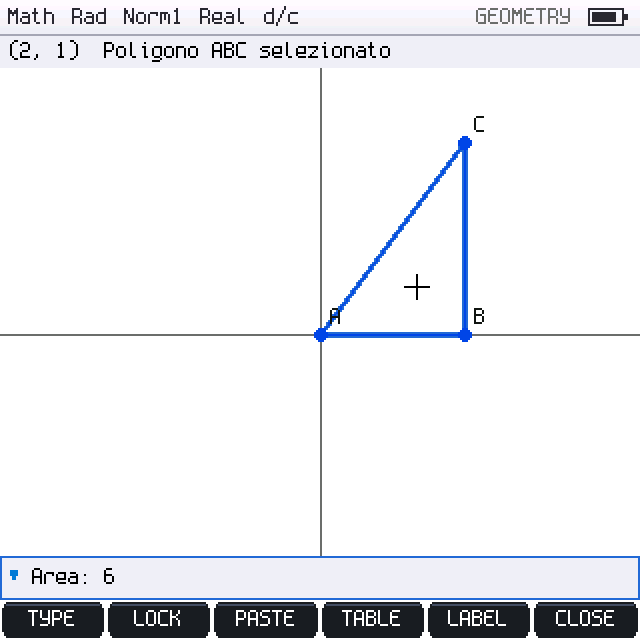 Math Rad Norm1 Real d/c GEOMETRY
(2, 1) Poligono ABC selezionato
C
A
B
Area: 6
TYPE LOCK PASTE TABLE LABEL CLOSE